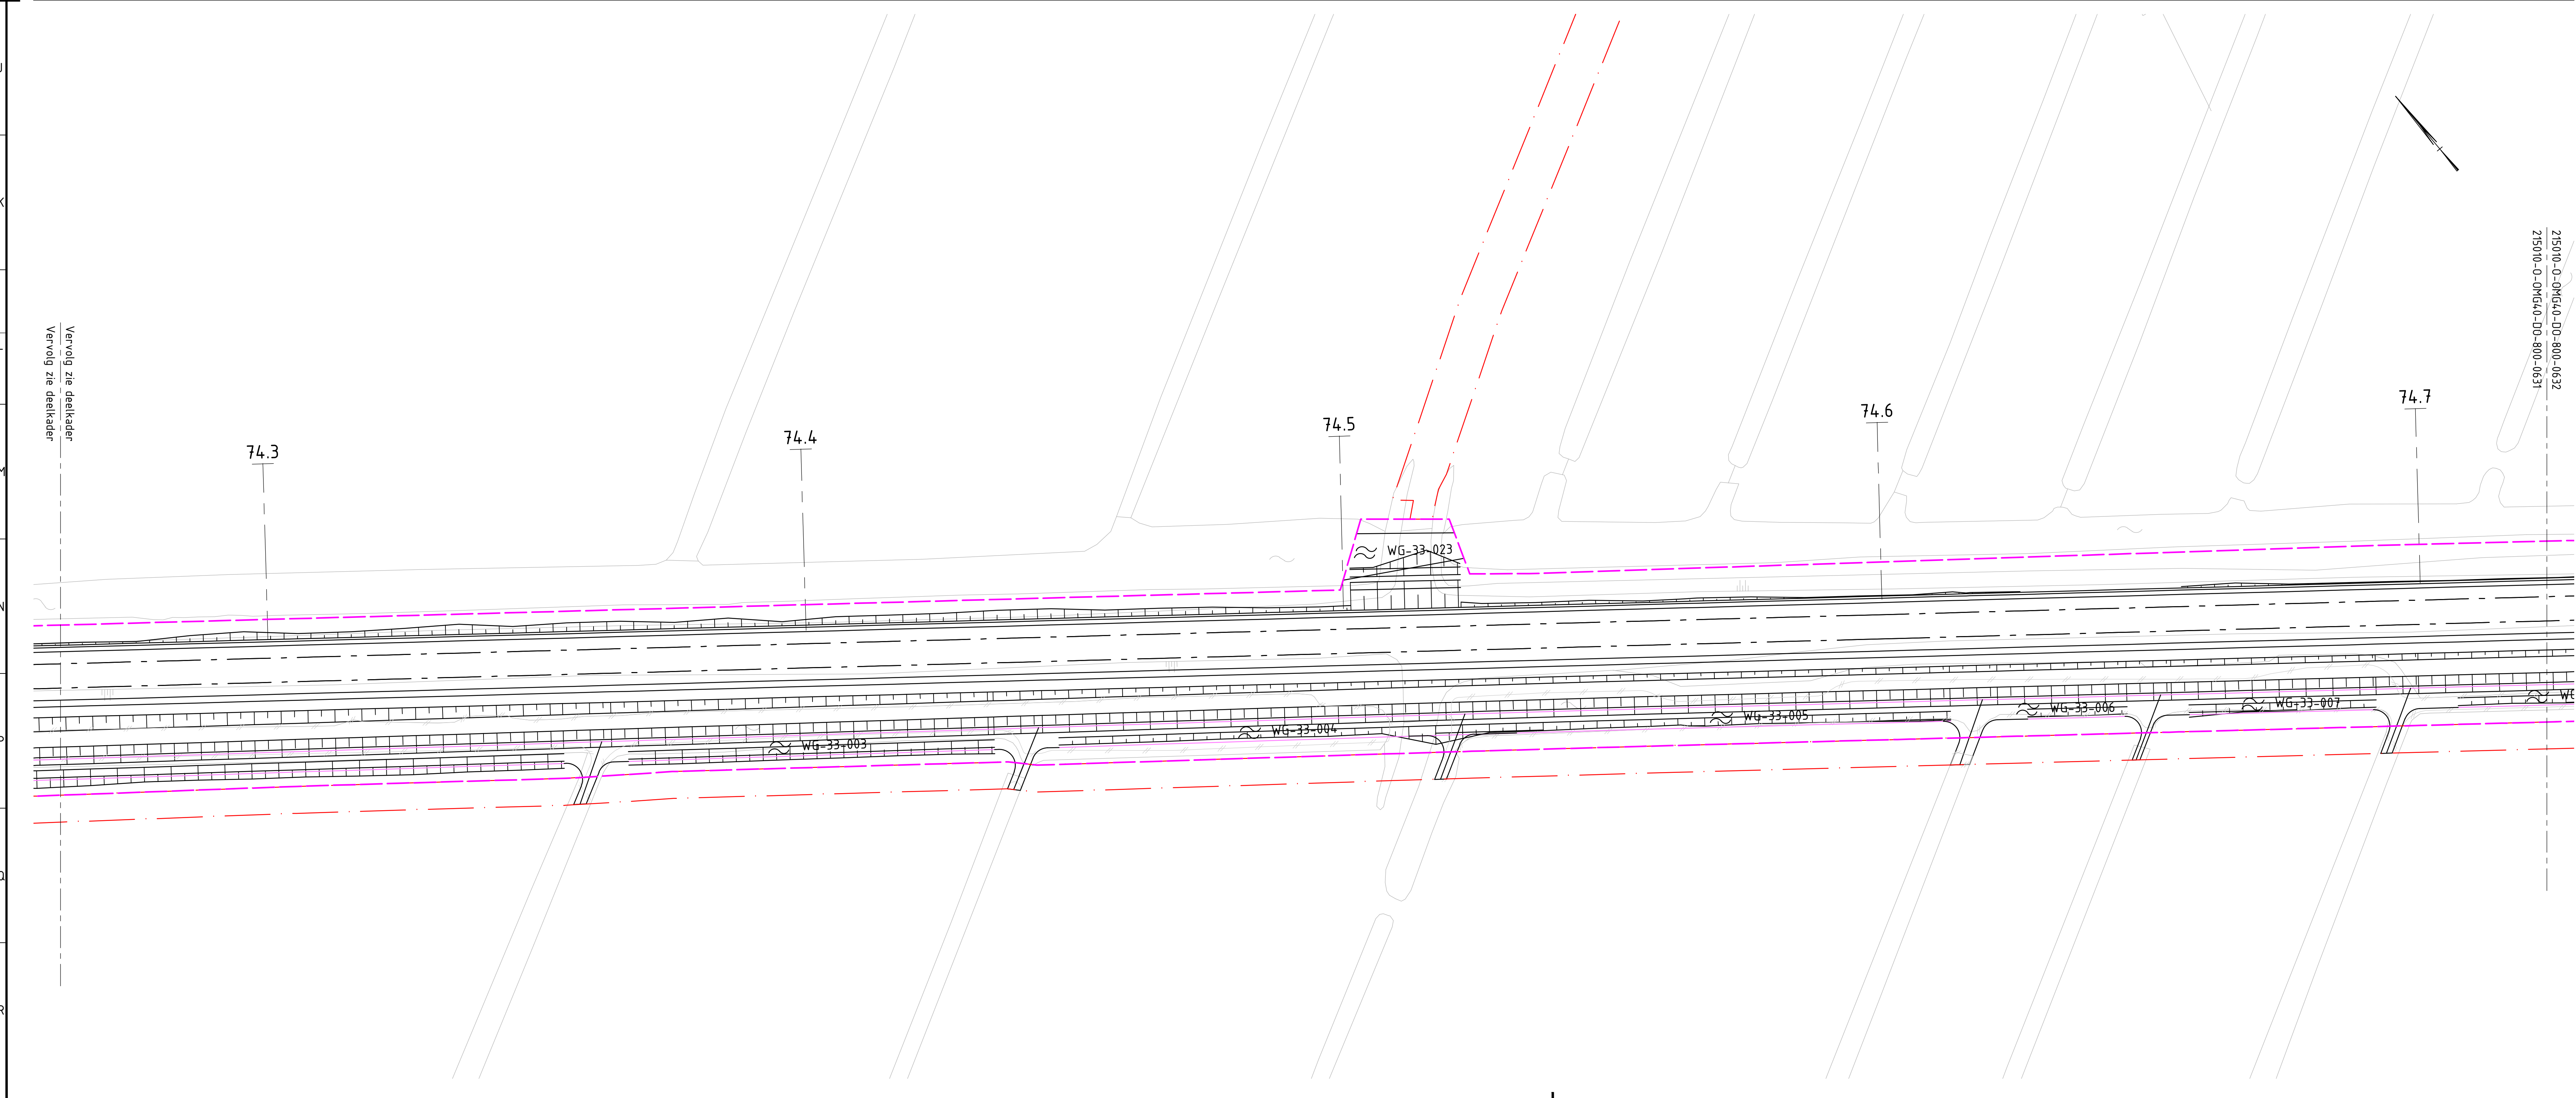 Vervolg zie deelkader
Vervolg zie deelkader
74.3
74.4
74.5
74.6
74.7
215010-O-OMG40-DO-800-0632
215010-O-OMG40-DO-800-0631
WG-33-023
WG-33-003
WG-33-004
WG-33-005
WG-33-006
WG-33-007
K
M
N
R